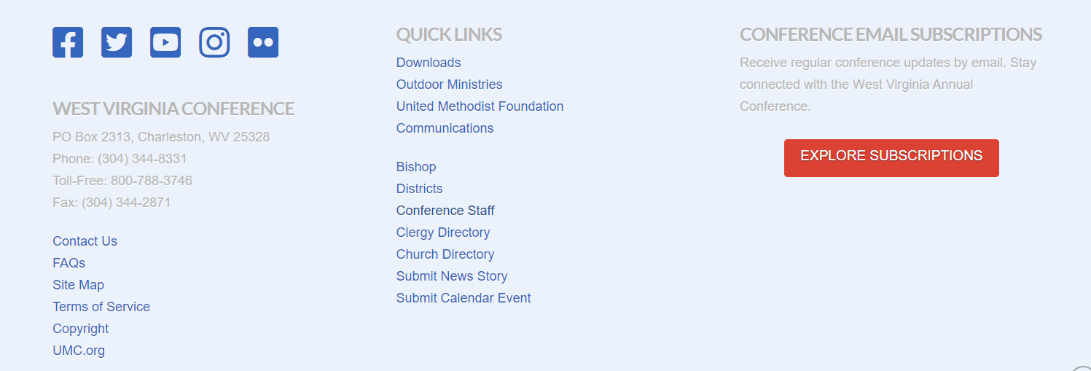 WEST VIRGINIA CONFERENCE
PO Box 2313, Charleston, WV 25328
Phone: (304) 344-8331
Toll-Free: 800-788-3746
Fax: (304) 344-2871
Contact Us
FAQs
Site Map
Terms of Service
Copyright
UMC.org
QUICK LINKS
Downloads
Outdoor Ministries
United Methodist Foundation
Communications
Bishop
Districts
Conference Staff
Clergy Directory
Church Directory
Submit News Story
Submit Calendar Event
CONFERENCE EMAIL SUBSCRIPTIONS
Receive regular conference updates by email. Stay
connected with the West Virginia Annual
Conference.
EXPLORE SUBSCRIPTIONS